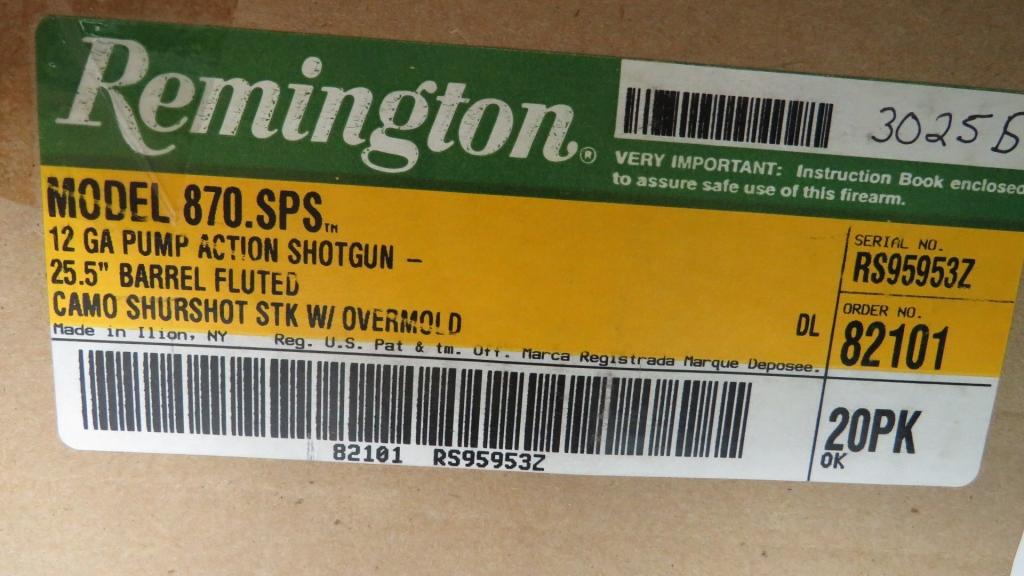 Remington®
30256
VERY IMPORTANT: Instruction Book enclosed
to assure safe use of this firearm.
MODEL 870.SPS™
12 GA PUMP ACTION SHOTGUN –
25.5" BARREL FLUTED
CAMO SHURSHOT STK W/ OVERMOLD
DL
SERIAL NO.
RS95953Z
ORDER NO.
82101
Made in Ilion, NY Reg. U.S. Pat & tm. Off. Marca Registrada Marque Deposee.
82101 RS95953Z
20PK
OK